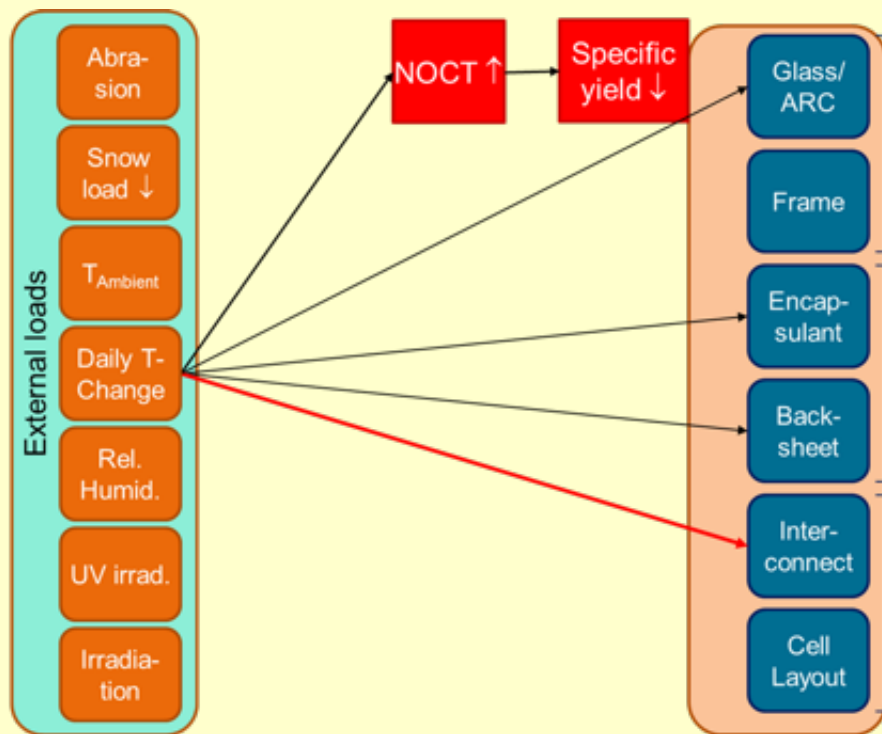 External loads
Abra-
sion
Snow
load ↓
T_Ambient
Daily T-
Change
Rel.
Humid.
UV irrad.
Irradia-
tion
NOCT ↑
Specific
yield ↓
Glass/
ARC
Frame
Encap-
sulant
Back-
sheet
Inter-
connect
Cell
Layout